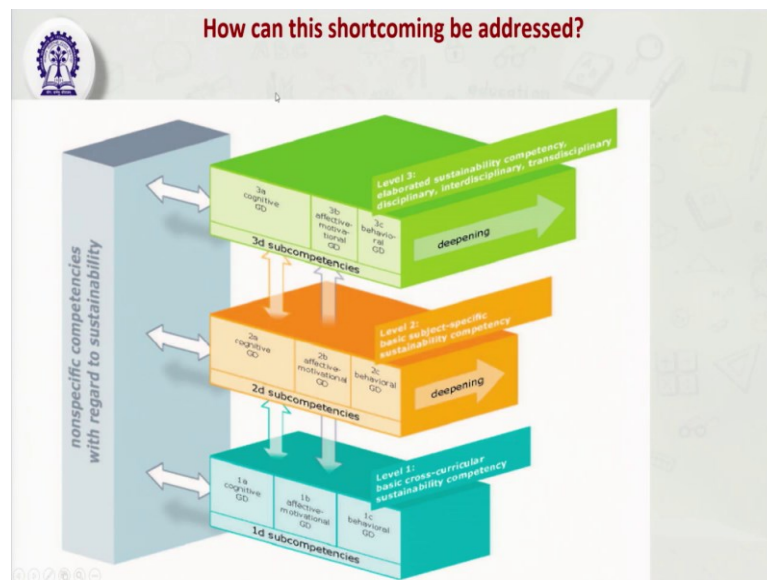 How can this shortcoming be addressed?
nonspecific competencies
with regard to sustainability
Level 3:
elaborated sustainability competency,
disciplinary, interdisciplinary, transdisciplinary
3a
cognitive
GD
3b
affective-
motiva-
tional
GD
3c
behavio-
ral
GD
3d subcompetencies
deepening
Level 2:
basic subject-specific
sustainability competency
2a
cognitive
GD
2b
affective-
motivational
GD
2c
behavioral
GD
2d subcompetencies
deepening
Level 1:
basic cross-curricular
sustainability competency
1a
cognitive
GD
1b
affective-
motivational
GD
1c
behavioral
GD
1d subcompetencies